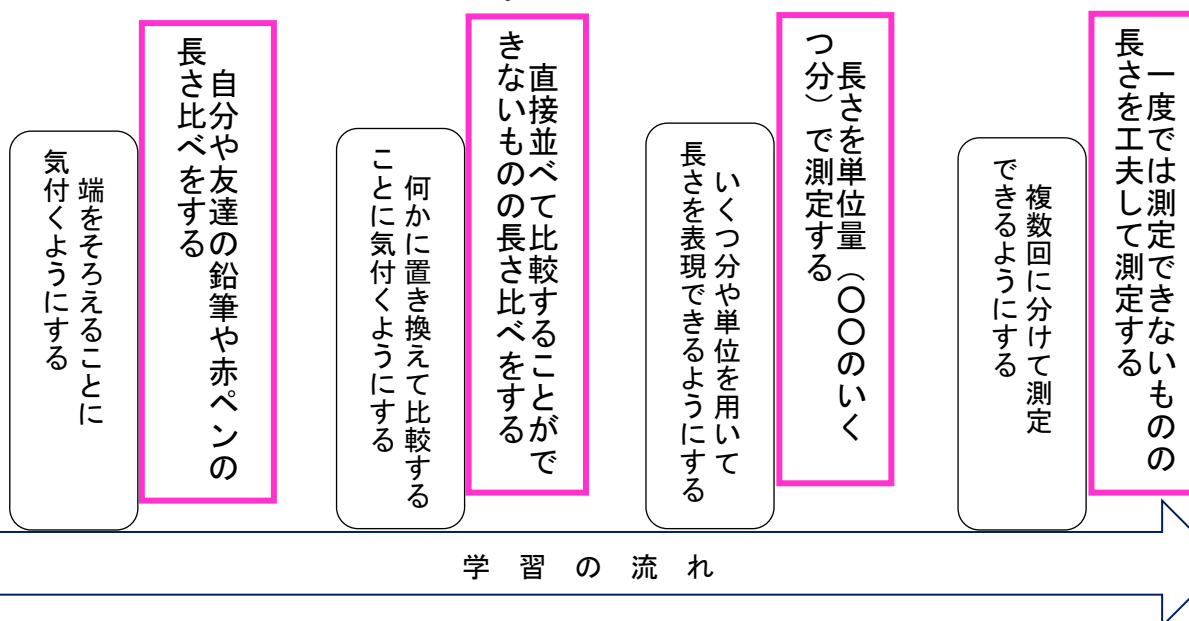 自分や友達の鉛筆や赤ペンの
長さ比べをする
端をそろえることに
気付くようにする
直接並べて比較することがで
きないものの長さ比べをする
何かに置き換えて比較する
ことに気付くようにする
長さを単位量（〇〇のいく
つ分）で測定する
いくつ分や単位を用いて
長さを表現できるようにする
一度では測定できないものの
長さを工夫して測定する
複数回に分けて測定
できるようにする
学習の流れ